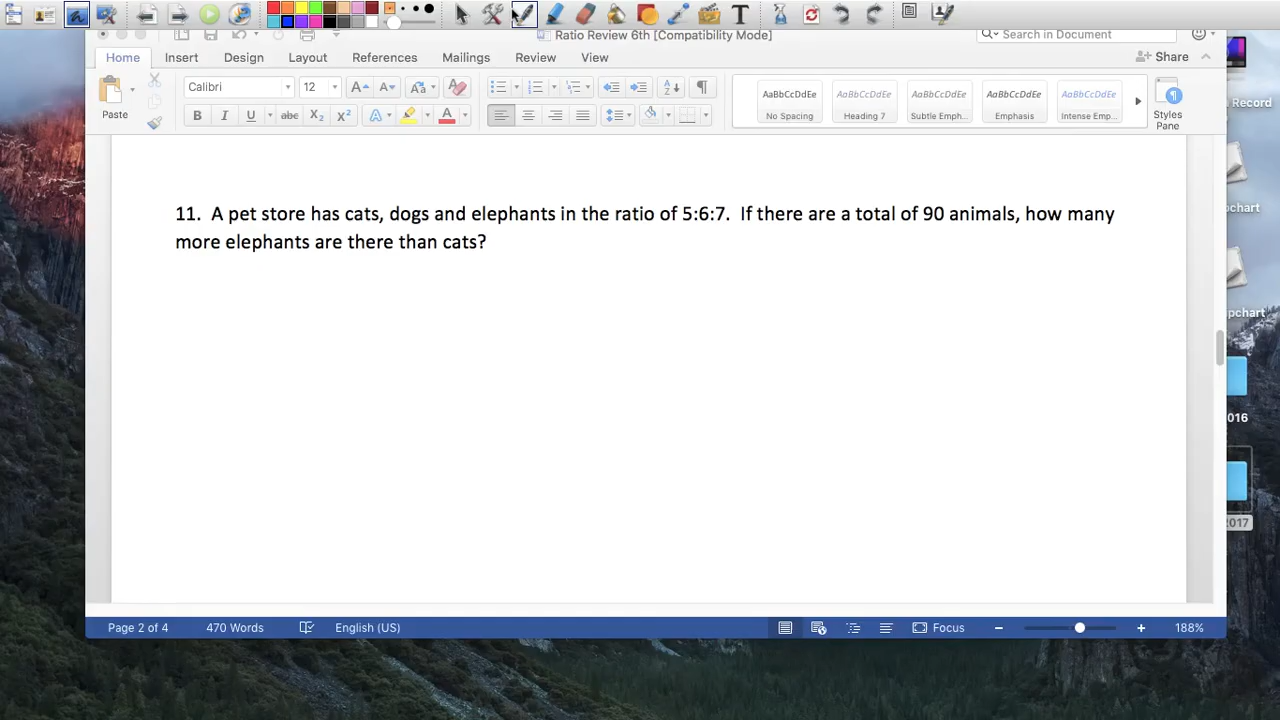 Ratio Review 6th [Compatibility Mode]
Search in Document
Home Insert Design Layout References Mailings Review View Share
Paste
Calibri 12
AaBbCcDdEe AaBbCcDdEe AaBbCcDdEe AaBbCcDdEe AaBbCcDdEe
No Spacing Heading 7 Subtle Emph... Emphasis Intense Emp...
Styles
Pane
11. A pet store has cats, dogs and elephants in the ratio of 5:6:7. If there are a total of 90 animals, how many
more elephants are there than cats?
Record
016
2017
Page 2 of 4 470 Words English (US) Focus 188%